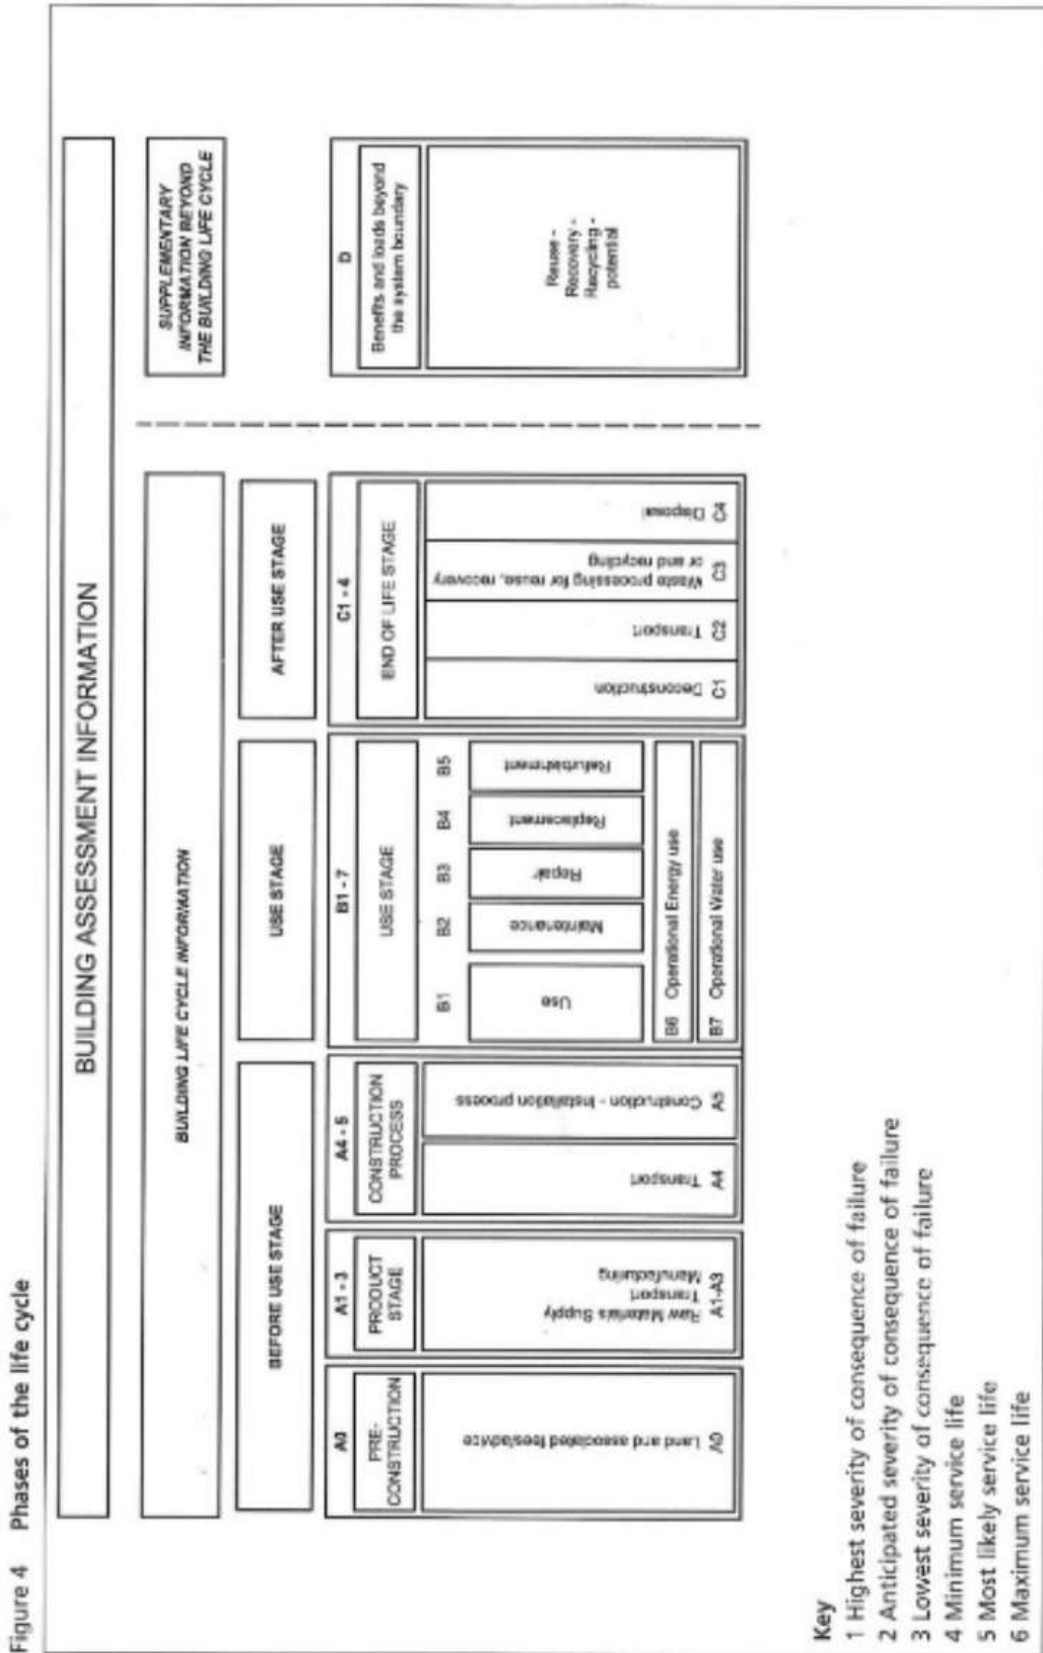 Figure 4 Phases of the life cycle
BUILDING ASSESSMENT INFORMATION
BUILDING LIFE CYCLE INFORMATION
SUPPLEMENTARY
INFORMATION BEYOND
THE BUILDING LIFE CYCLE
BEFORE USE STAGE
USE STAGE
AFTER USE STAGE
A0
PRE-
CONSTRUCTION
A0 Land and associated fees/advice
A1 - 3
PRODUCT
STAGE
A1-A3
Raw Materials Supply
Transport
Manufacturing
A4 - 5
CONSTRUCTION
PROCESS
A4 Transport
A5 Construction - Installation process
B1 - 7
USE STAGE
B1
Use
B2
Maintenance
B3
Repair
B4
Replacement
B5
Refurbishment
B6 Operational Energy use
B7 Operational Water use
C1 - 4
END OF LIFE STAGE
C1 Deconstruction
C2 Transport
C3
Waste processing for reuse, recovery
or and recycling
C4 Disposal
D
Benefits and loads beyond
the system boundary
Reuse -
Recovery -
Recycling -
potential
Key
1 Highest severity of consequence of failure
2 Anticipated severity of consequence of failure
3 Lowest severity of consequence of failure
4 Minimum service life
5 Most likely service life
6 Maximum service life